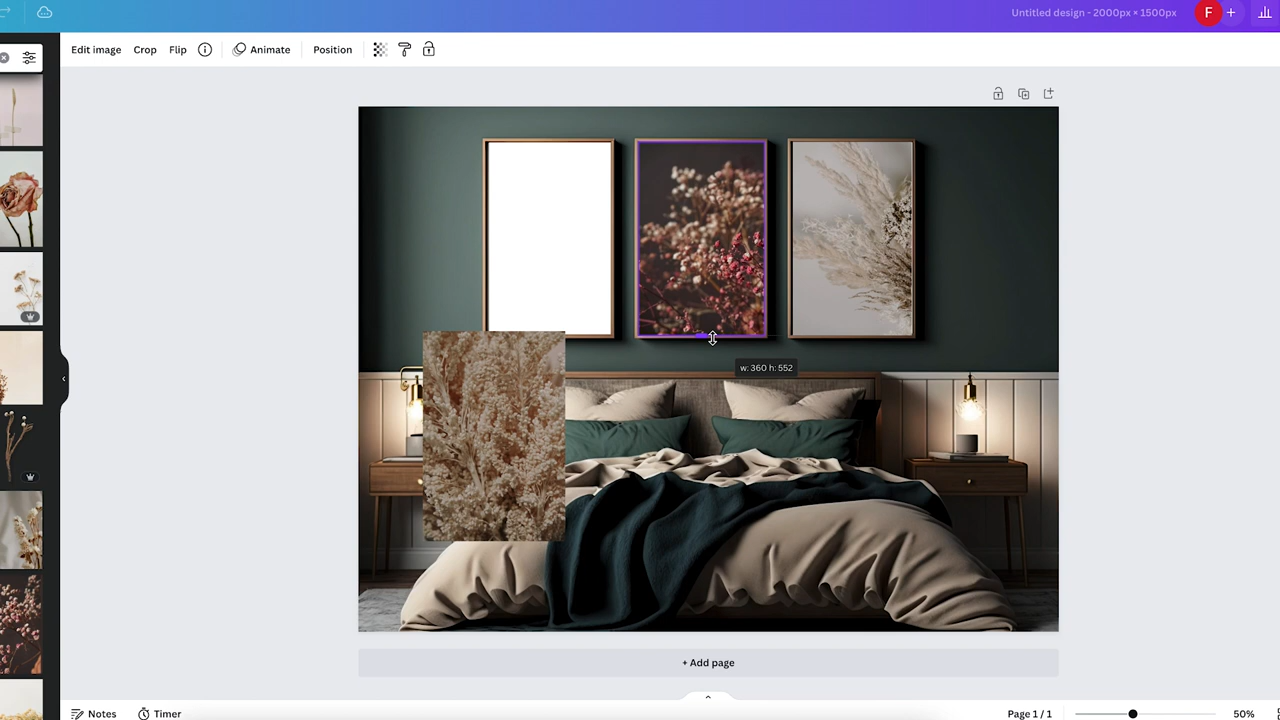 Untitled design - 2000px × 1500px
F
+
Edit image
Crop
Flip
Animate
Position
w: 360 h: 552
+ Add page
Notes
Timer
Page 1 / 1
50%